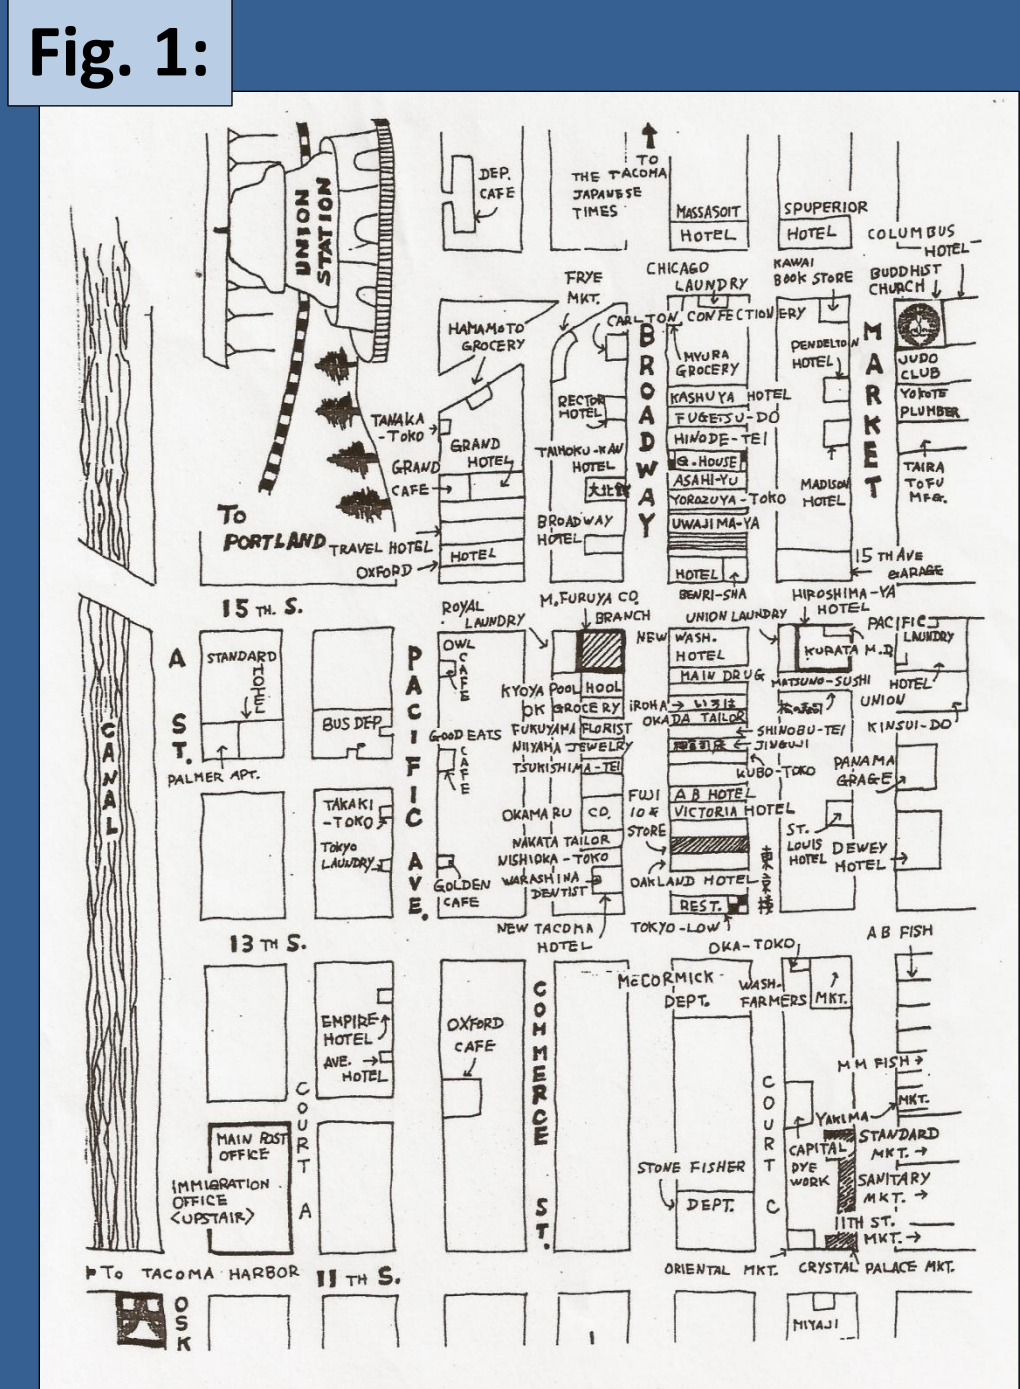 Fig. 1:
UNION
STATION
DEP.
CAFE
THE TACOMA
JAPANESE
TIMES
TO
MASSASOIT
HOTEL
SPUPERIOR
HOTEL
COLUMBUS
HOTEL
KAWAI
BOOK STORE
BUDDHIST
CHURCH
CHICAGO
LAUNDRY
FRYE
MKT.
CARLTON CONFECTIONERY
HAMAMOTO
GROCERY
MYURA
GROCERY
PENDELTON
HOTEL
JUDO
CLUB
YOKOTE
PLUMBER
BROADWAY
MARKET
TANAKA
-TOKO
RECTOR
HOTEL
KASHUYA HOTEL
FUGETSU-DO
HINODE-TEI
G.HOUSE
ASAHI-YU
YOROZUYA-TOKO
UWAJIMA-YA
GRAND
HOTEL
GRAND
CAFE
TAIHOKU-KAN
HOTEL
大北館
MADISON
HOTEL
TAIRA
TOFU
MFG.
TO
PORTLAND
TRAVEL HOTEL
OXFORD
HOTEL
BROADWAY
HOTEL
HOTEL
BENRI-SHA
15TH AVE
GARAGE
15 TH. S.
ROYAL
LAUNDRY
M.FURUYA CO.
BRANCH
UNION LAUNDRY
HIROSHIMA-YA
HOTEL
PACIFIC
LAUNDRY
A ST.
STANDARD
HOTEL
PALMER APT.
BUS DEP.
PACIFIC AVE.
OWL
CAFE
GOOD EATS
CAFE
NEW WASH.
HOTEL
MAIN DRUG
KURATA M.D.
MATSUNO-SUSHI
HOTEL
UNION
KINSUI-DO
KYOYA POOL HOOL
OK GROCERY
FUKUYAMA FLORIST
NIIYAMA JEWELRY
TSUKISHIMA-TEI
IROHA いろは
OKADA TAILOR
SHINOBU-TEI
JINGUJI
KUBO-TOKO
PANAMA
GRAGE
CANAL
TAKAKI
-TOKO
TOKYO
LAUNDRY
OKAMARU CO.
NAKATA TAILOR
NISHIOKA-TOKO
WARASHINA
DENTIST
FUJI
10¢
STORE
A B HOTEL
VICTORIA HOTEL
OAKLAND HOTEL
REST.
ST.
LOUIS
HOTEL
DEWEY
HOTEL
GOLDEN
CAFE
NEW TACOMA
HOTEL
TOKYO-LOW
13 TH S.
OKA-TOKO
A B FISH
McCORMICK
DEPT.
WASH-
FARMERS MKT.
EMPIRE
HOTEL
AVE.
HOTEL
OXFORD
CAFE
COMMERCE ST.
COURT A
COURT C
MM FISH
MKT.
YAKIMA
CAPITAL
DYE
WORK
STANDARD
MKT.
SANITARY
MKT.
11TH ST.
MKT.
MAIN POST
OFFICE
IMMIGRATION
OFFICE
<UPSTAIR>
STONE FISHER
DEPT.
ORIENTAL MKT.
CRYSTAL PALACE MKT.
TO TACOMA HARBOR
11 TH S.
OSK
MIYAJI